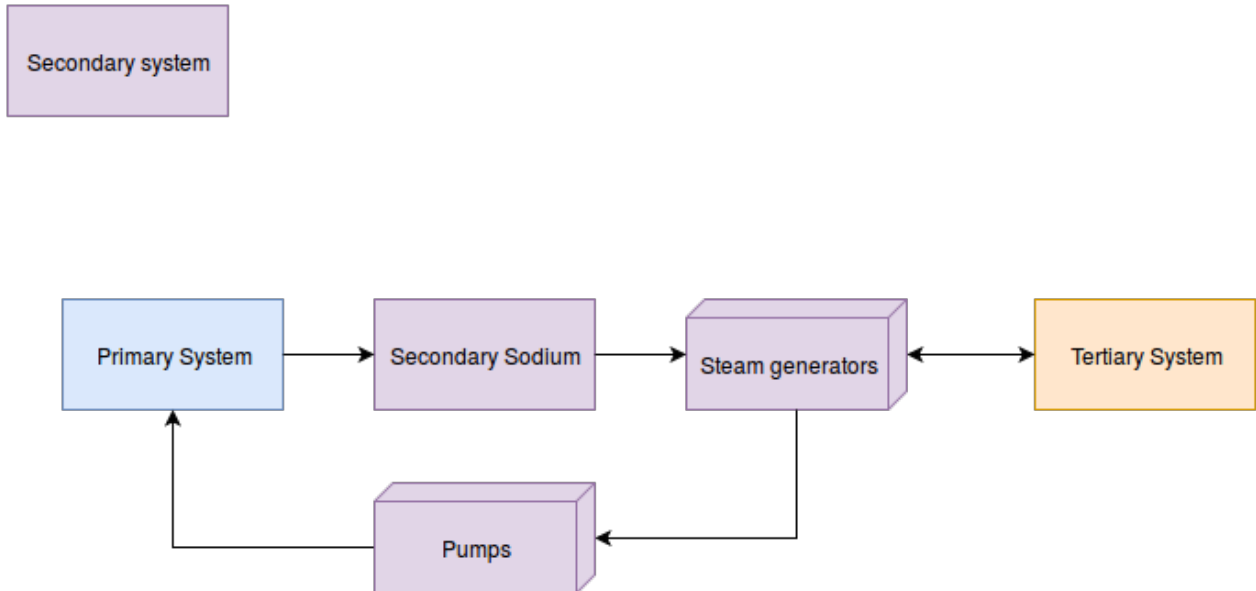 Secondary system
Primary System
Secondary Sodium
Steam generators
Tertiary System
Pumps